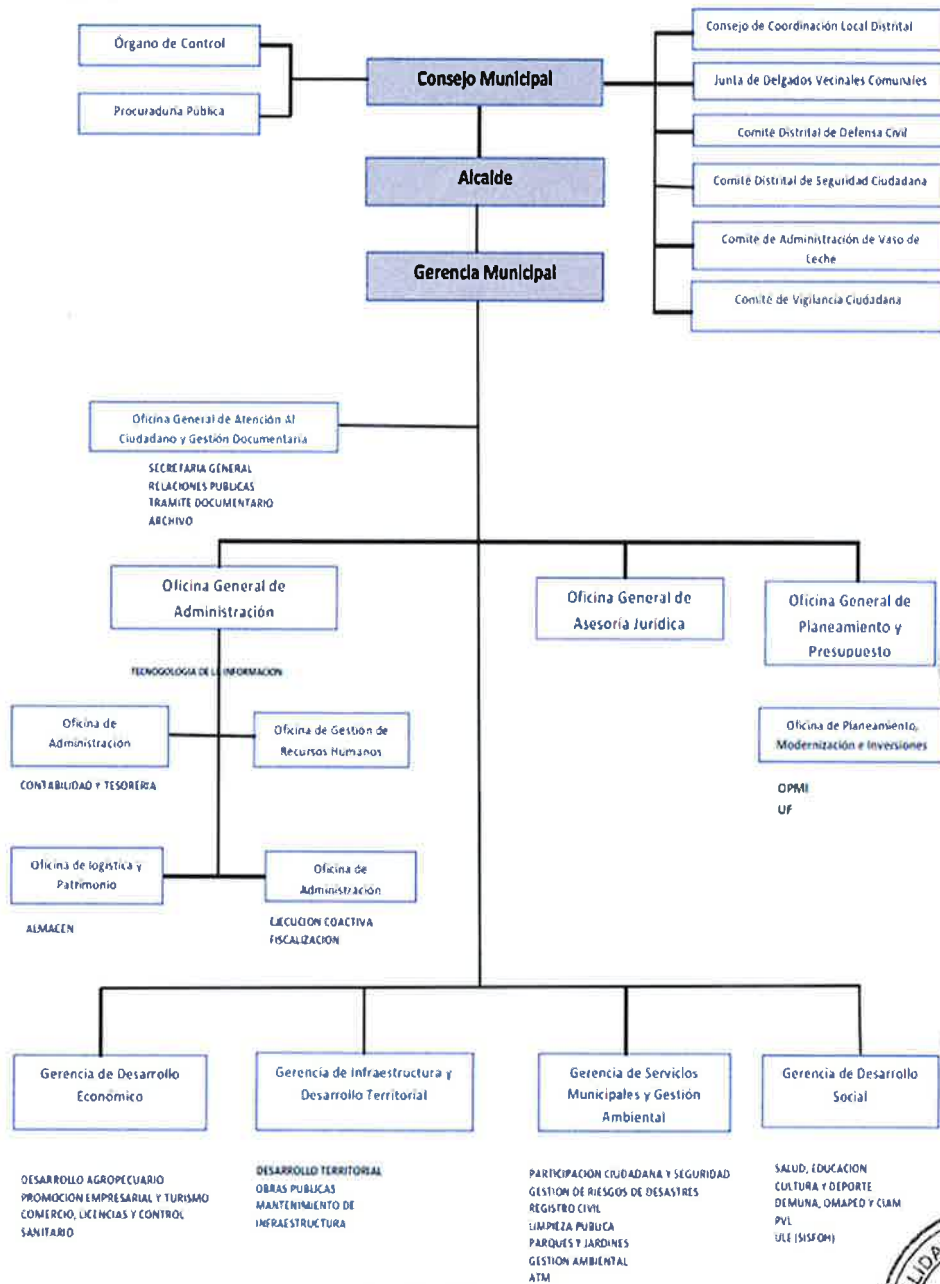 Órgano de Control
Procuraduría Pública
Consejo Municipal
Alcalde
Gerencia Municipal
Consejo de Coordinación Local Distrital
Junta de Delgados Vecinales Comunales
Comité Distrital de Defensa Civil
Comité Distrital de Seguridad Ciudadana
Comite de Administración de Vaso de
Leche
Comité de Vigilancia Ciudadana
Oficina General de Atención Al
Ciudadano y Gestión Documentaria
SECRETARIA GENERAL
RELACIONES PUBLICAS
TRAMITE DOCUMENTARIO
ARCHIVO
Oficina General de
Administración
TECNOGOLOGIA DE LA INFORMACION
Oficina de
Administración
CONTABILIDAD Y TESORERIA
Oficina de Gestión de
Recursos Humanos
Oficina de logística y
Patrimonio
ALMACEN
Oficina de
Administración
EJECUCION COACTIVA
FISCALIZACION
Oficina General de
Asesoría Jurídica
Oficina General de
Planeamiento y
Presupuesto
Oficina de Planeamiento,
Modernización e Inversiones
OPMI
UF
Gerencia de Desarrollo
Económico
DESARROLLO AGROPECUARIO
PROMOCION EMPRESARIAL Y TURISMO
COMERCIO, LICENCIAS Y CONTROL
SANITARIO
Gerencia de Infraestructura y
Desarrollo Territorial
DESARROLLO TERRITORIAL
OBRAS PUBLICAS
MANTENIMIENTO DE
INFRAESTRUCTURA
Gerencia de Servicios
Municipales y Gestión
Ambiental
PARTICIPACION CIUDADANA Y SEGURIDAD
GESTION DE RIESGOS DE DESASTRES
REGISTRO CIVIL
LIMPIEZA PUBLICA
PARQUES Y JARDINES
GESTION AMBIENTAL
ATM
Gerencia de Desarrollo
Social
SALUD, EDUCACION
CULTURA Y DEPORTE
DEMUNA, OMAPED Y CIAM
PVL
ULE (SISFOH)